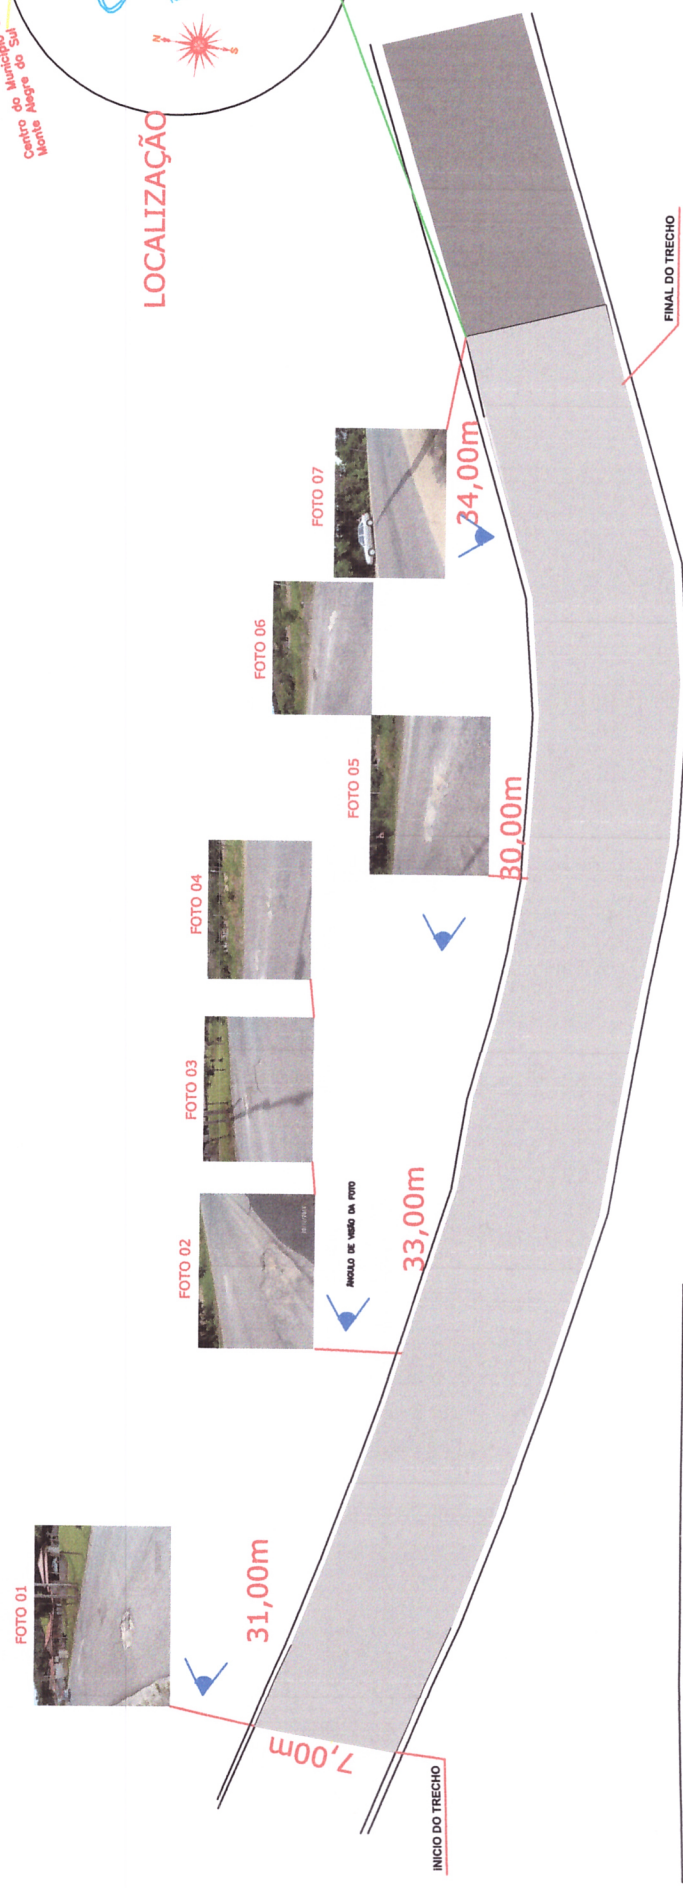 Centro do Município
Monte Alegre do Sul
N
S
LOCALIZAÇÃO
FOTO 01
FOTO 02
FOTO 03
FOTO 04
FOTO 05
FOTO 06
FOTO 07
ÂNGULO DE VISÃO DA FOTO
31,00m
33,00m
30,00m
34,00m
7,00m
INICIO DO TRECHO
FINAL DO TRECHO